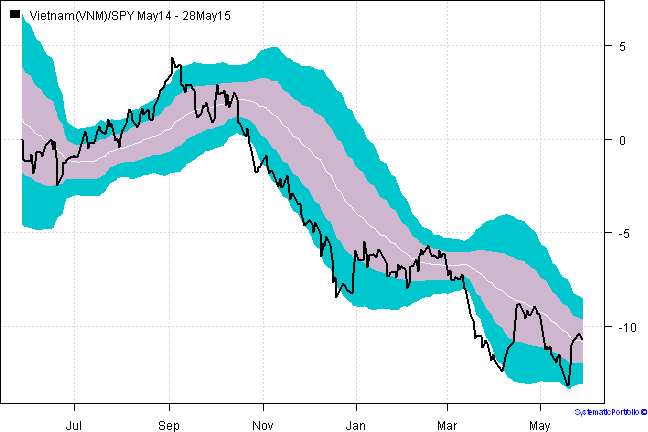 Vietnam(VNM)/SPY May14 - 28May15
5
0
-5
-10
Jul Sep Nov Jan Mar May
SystematicPortfolio ©